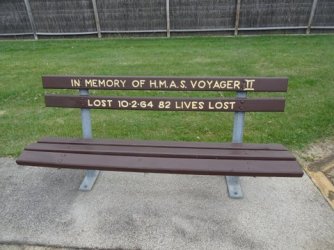 IN MEMORY OF H.M.A.S. VOYAGER II
LOST 10-2-64 82 LIVES LOST